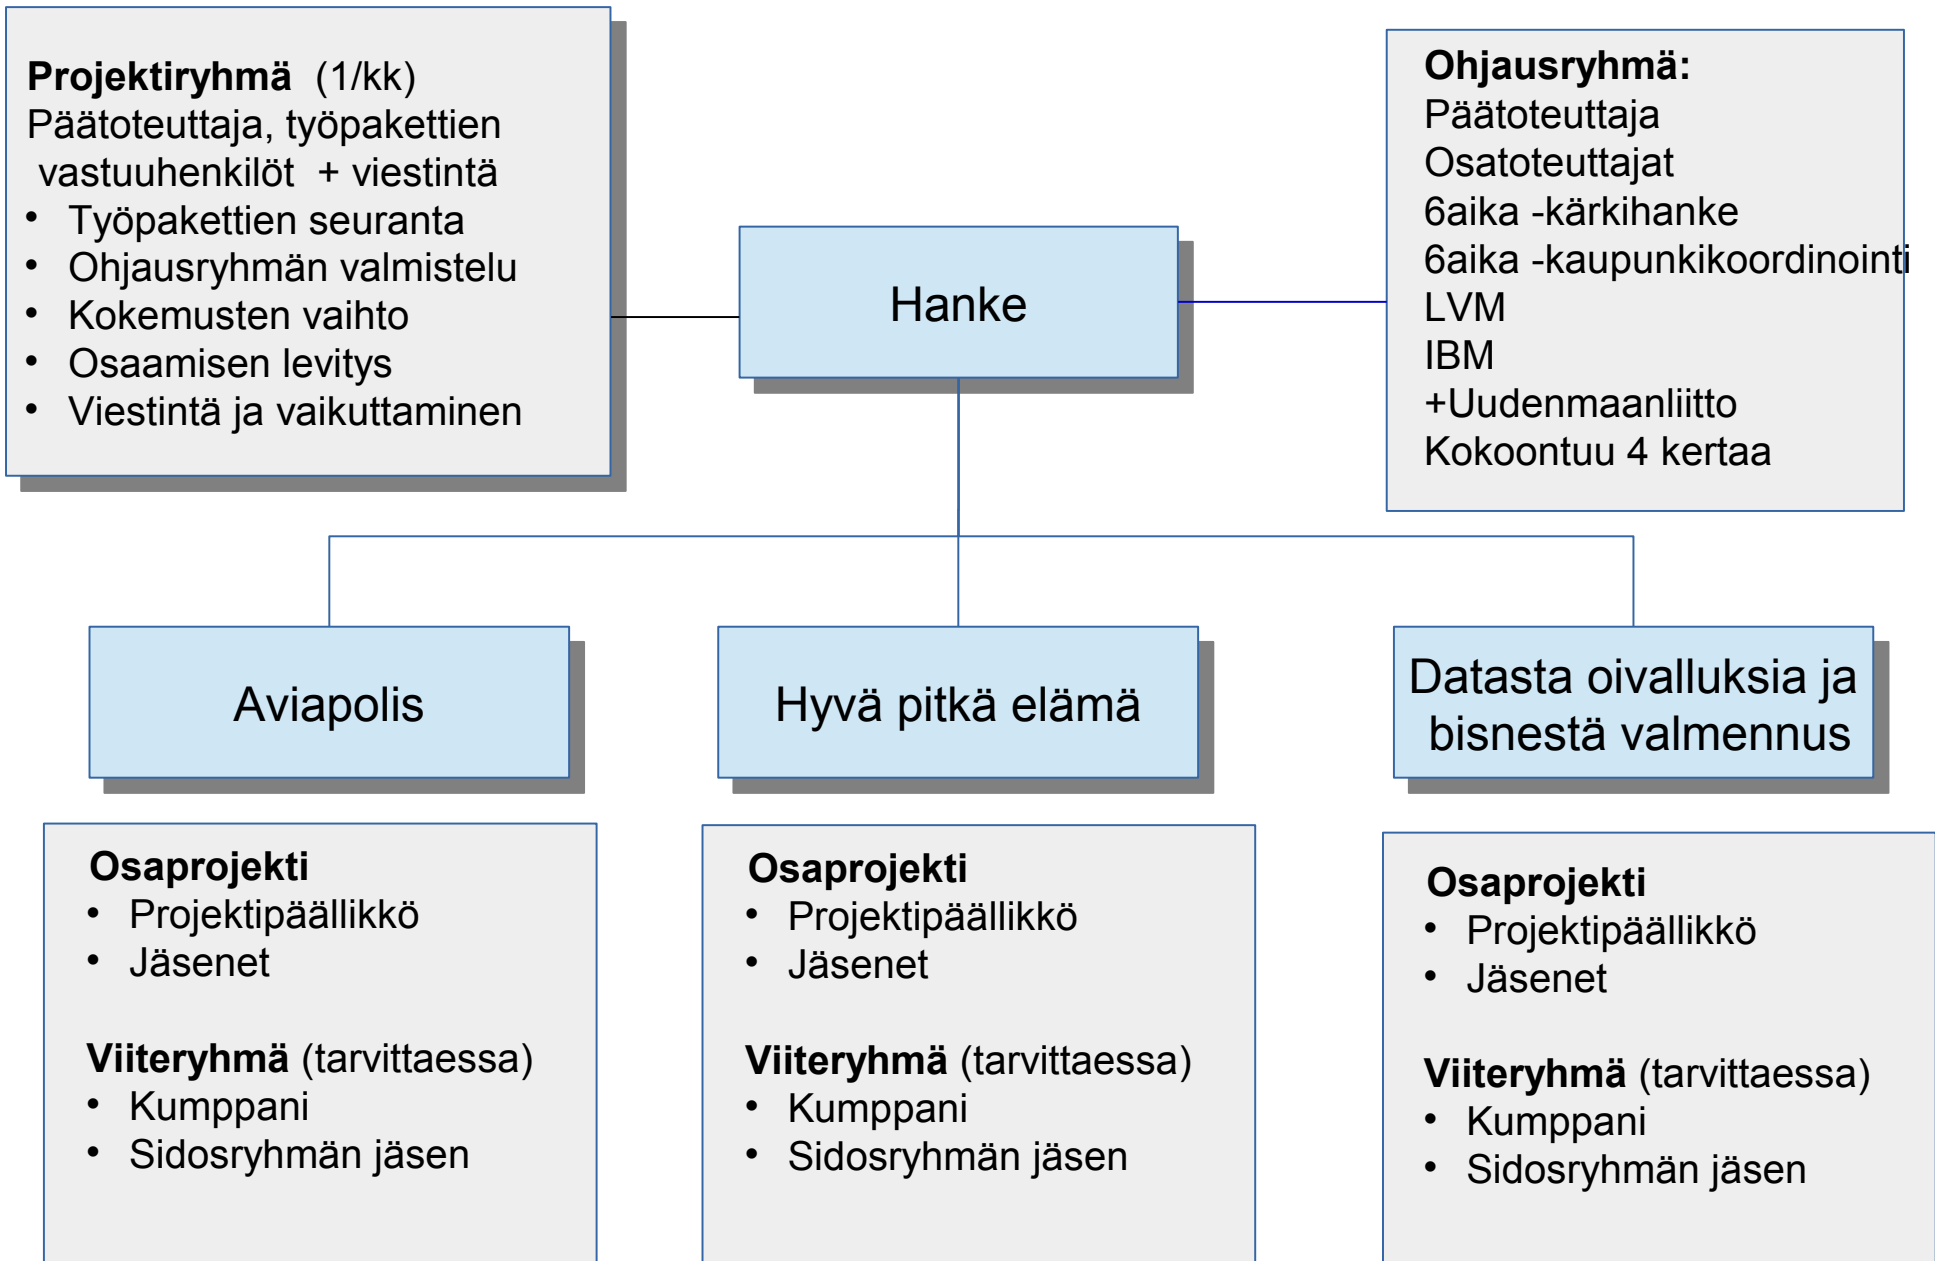 Projektiryhmä (1/kk)
Päätoteuttaja, työpakettien
vastuuhenkilöt + viestintä
• Työpakettien seuranta
• Ohjausryhmän valmistelu
• Kokemusten vaihto
• Osaamisen levitys
• Viestintä ja vaikuttaminen
Hanke
Ohjausryhmä:
Päätoteuttaja
Osatoteuttajat
6aika -kärkihanke
6aika -kaupunkikoordinointi
LVM
IBM
+Uudenmaanliitto
Kokoontuu 4 kertaa
Aviapolis
Hyvä pitkä elämä
Datasta oivalluksia ja
bisnestä valmennus
Osaprojekti
• Projektipäällikkö
• Jäsenet
Viiteryhmä (tarvittaessa)
• Kumppani
• Sidosryhmän jäsen
Osaprojekti
• Projektipäällikkö
• Jäsenet
Viiteryhmä (tarvittaessa)
• Kumppani
• Sidosryhmän jäsen
Osaprojekti
• Projektipäällikkö
• Jäsenet
Viiteryhmä (tarvittaessa)
• Kumppani
• Sidosryhmän jäsen